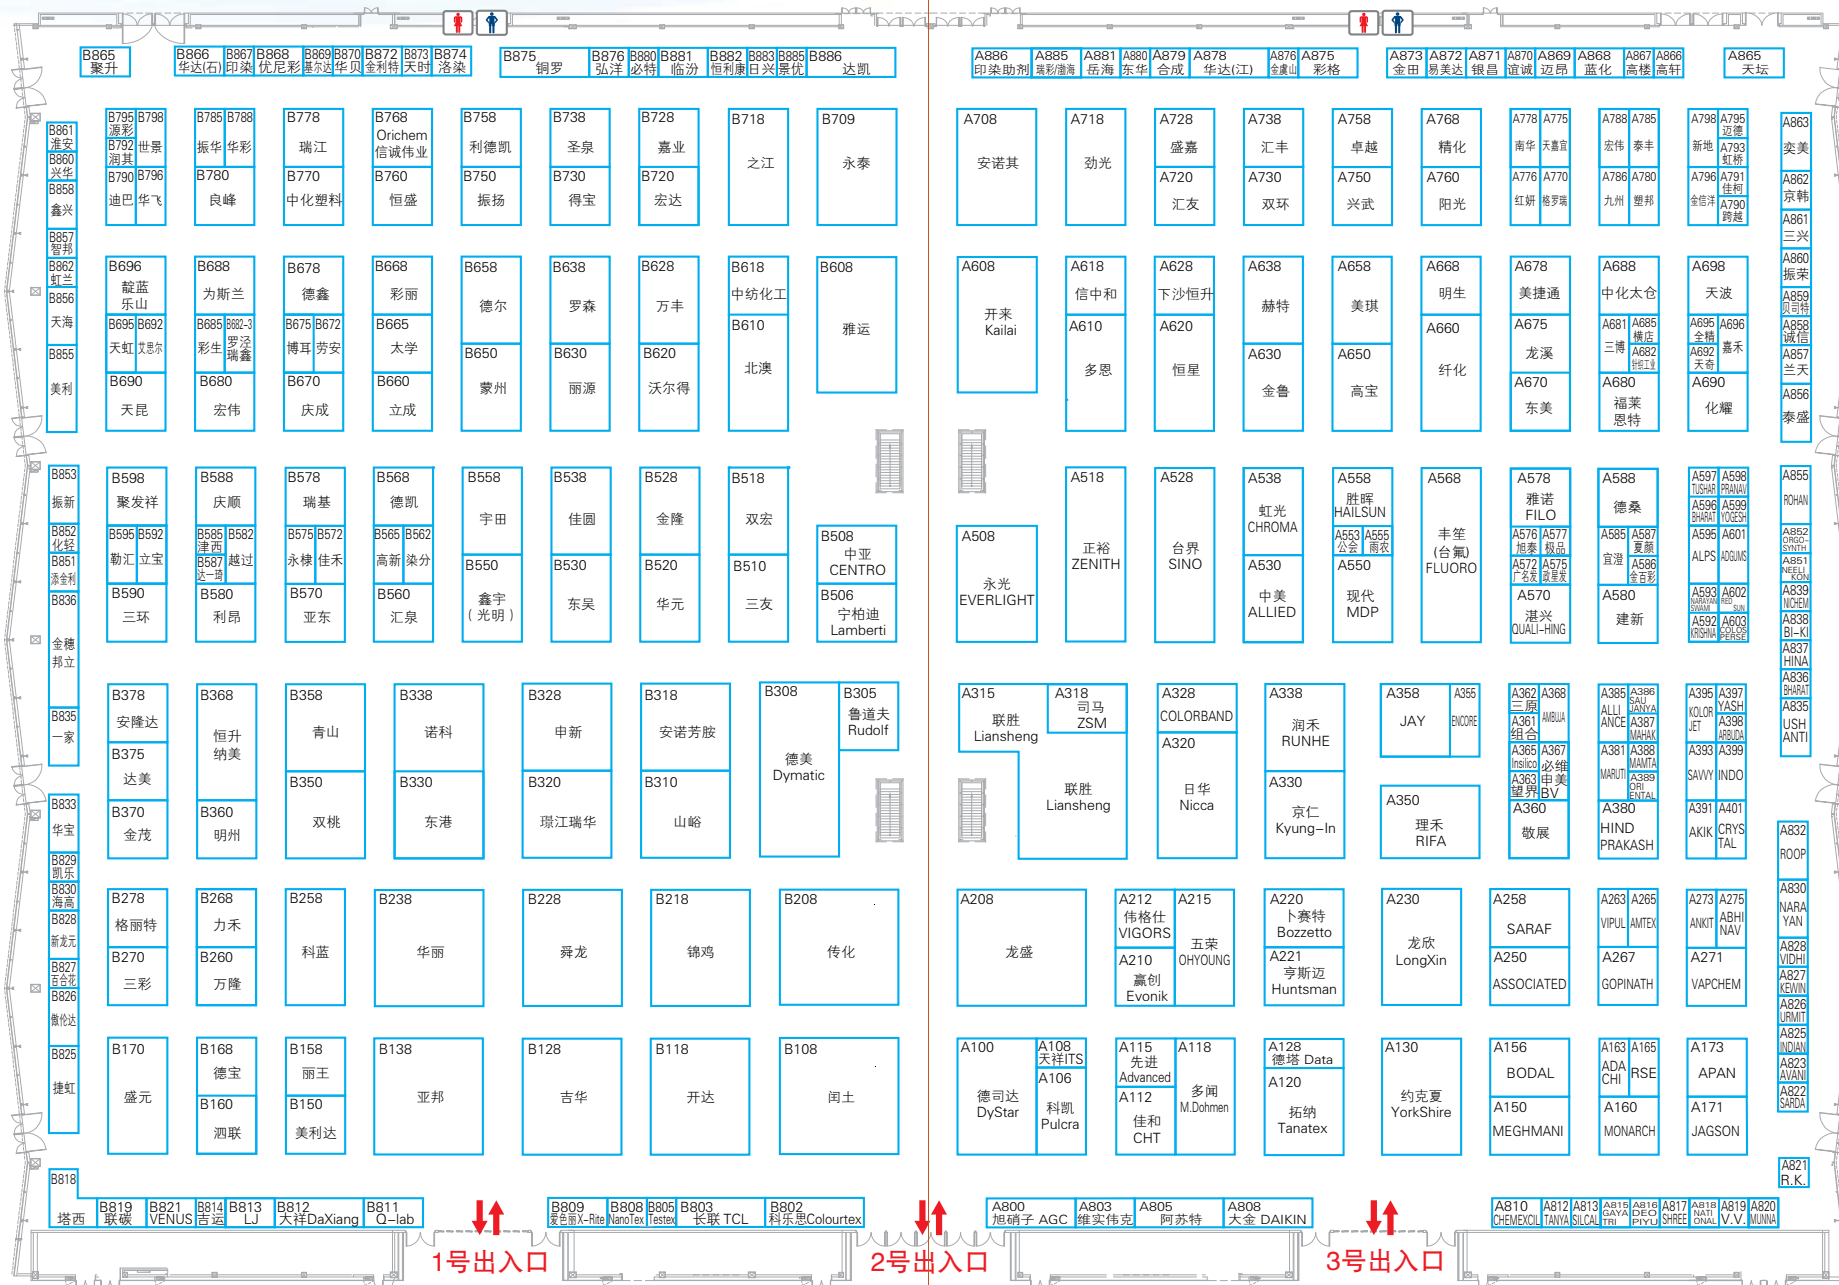 B865
聚升
B866
华达(石)
B867
印染
B868
优尼彩
B869
基尔达
B870
华贝
B872
金利特
B873
天时
B874
洛染
B875
铜罗
B876
弘洋
B880
必特
B881
临汾
B882
恒利康
B883
日兴
B885
景优
B886
达凯
A886
印染助剂
A885
瑞彩/渤海
A881
岳海
A880
东华
A879
合成
A878
华达(江)
A876
金虞山
A875
彩格
A873
金田
A872
易美达
A871
银昌
A870
谊诚
A869
迈昂
A868
蓝化
A867
高楼
A866
高轩
A865
天坛
B861
淮安
B860
兴华
B858
鑫兴
B857
智邦
B862
虹兰
B856
天海
B855
美利
B795
源彩
B798
世景
B792
润其
B790
迪巴
B796
华飞
B785
振华
B788
华彩
B780
良峰
B778
瑞江
B770
中化塑料
B768
Orichem
信诚伟业
B760
恒盛
B758
利德凯
B750
振扬
B738
圣泉
B730
得宝
B728
嘉业
B720
宏达
B718
之江
B709
永泰
A708
安诺其
A718
劲光
A728
盛嘉
A720
汇友
A738
汇丰
A730
双环
A758
卓越
A750
兴武
A768
精化
A760
阳光
A778
南华
A775
天嘉宜
A776
红妍
A770
格罗瑞
A788
宏伟
A785
泰丰
A786
九州
A780
塑邦
A798
新地
A795
迈德
A793
虹桥
A796
金信洋
A791
佳柯
A790
跨越
A863
奕美
A862
京韩
A861
三兴
A860
振荣
A859
贝司特
A858
诚信
A857
兰天
A856
泰盛
B696
靛蓝
乐山
B695
天虹
B692
艾思尔
B690
天昆
B688
为斯兰
B685
彩生
B682-3
罗泾
瑞鑫
B680
宏伟
B678
德鑫
B675
博耳
B672
劳安
B670
庆成
B668
彩丽
B665
太学
B660
立成
B658
德尔
B650
蒙州
B638
罗森
B630
丽源
B628
万丰
B620
沃尔得
B618
中纺化工
B610
北澳
B608
雅运
A608
开来
Kailai
A618
信中和
A610
多恩
A628
下沙恒升
A620
恒星
A638
赫特
A630
金鲁
A658
美琪
A650
高宝
A668
明生
A660
纤化
A678
美捷通
A675
龙溪
A670
东美
A688
中化太仓
A681
三博
A685
横店
A682
针织工业
A680
福莱
恩特
A698
天波
A695
全精
A696
嘉禾
A692
天奇
A690
化耀
B853
振新
B852
化轻
B851
添金利
B836
金穗
邦立
B835
一家
B598
聚发祥
B595
勒汇
B592
立宝
B590
三环
B588
庆顺
B585
津西
B582
越过
B587
达一琦
B580
利昂
B578
瑞基
B575
永棣
B572
佳禾
B570
亚东
B568
德凯
B565
高新
B562
染分
B560
汇泉
B558
宇田
B550
鑫宇
（光明）
B538
佳圆
B530
东吴
B528
金隆
B520
华元
B518
双宏
B510
三友
B508
中亚
CENTRO
B506
宁柏迪
Lamberti
A508
永光
EVERLIGHT
A518
正裕
ZENITH
A528
台界
SINO
A538
虹光
CHROMA
A530
中美
ALLIED
A558
胜晖
HAILSUN
A553
公会
A555
雨农
A550
现代
MDP
A568
丰笙
(台氟)
FLUORO
A578
雅诺
FILO
A576
旭泰
A577
极品
A572
广名发
A575
政星发
A570
湛兴
QUALI-HING
A588
德桑
A585
宜澄
A587
夏颜
A586
金百彩
A580
建新
A597
TUSHAR
A598
PRANAV
A596
BHARAT
A599
YOGESH
A595
ALPS
A601
ADGUMS
A593
NARAYAN
SWAMI
A602
RED
SUN
A592
KRISHNA
A603
COLOS
PERSE
A855
ROHAN
A852
ORGO-
SYNTH
A851
NEELI
KON
A839
NICHEM
A838
BI-KI
A837
HINA
A836
BHARAT
A835
USH
ANTI
B833
华宝
B829
凯乐
B830
海高
B828
新龙元
B827
百合花
B826
傲伦达
B825
捷虹
B378
安隆达
B375
达美
B370
金茂
B368
恒升
纳美
B360
明州
B358
青山
B350
双桃
B338
诺科
B330
东港
B328
申新
B320
璟江瑞华
B318
安诺芳胺
B310
山峪
B308
德美
Dymatic
B305
鲁道夫
Rudolf
A315
联胜
Liansheng
A318
司马
ZSM
联胜
Liansheng
A328
COLORBAND
A320
日华
Nicca
A338
润禾
RUNHE
A330
京仁
Kyung-In
A358
JAY
A355
ENCORE
A350
理禾
RIFA
A362
三原
A368
AMBUJA
A361
组合
A365
Insilico
A367
必维
申美
BV
A363
望界
A360
敬展
A385
ALLI
ANCE
A386
SAU
JANYA
A387
MAHAK
A381
MARUTI
A388
MAMTA
A389
ORI
ENTAL
A380
HIND
PRAKASH
A395
KOLOR
JET
A397
YASH
A398
ARBUDA
A393
SAVVY
A399
INDO
A391
AKIK
A401
CRYS
TAL
A832
ROOP
A830
NARA
YAN
A828
VIDHI
A827
KEWIN
A826
URMIT
A825
INDIAN
A823
AVANI
A822
SARDA
B278
格丽特
B270
三彩
B268
力禾
B260
万隆
B258
科蓝
B238
华丽
B228
舜龙
B218
锦鸡
B208
传化
A208
龙盛
A212
伟格仕
VIGORS
A210
赢创
Evonik
A215
五荣
OHYOUNG
A220
卜赛特
Bozzetto
A221
亨斯迈
Huntsman
A230
龙欣
LongXin
A258
SARAF
A250
ASSOCIATED
A263
VIPUL
A265
AMTEX
A267
GOPINATH
A273
ANKIT
A275
ABHI
NAV
A271
VAPCHEM
B170
盛元
B168
德宝
B160
泗联
B158
丽王
B150
美利达
B138
亚邦
B128
吉华
B118
开达
B108
闰土
A100
德司达
DyStar
A108
天祥ITS
A106
科凯
Pulcra
A115
先进
Advanced
A112
佳和
CHT
A118
多闻
M.Dohmen
A128
德塔 Data
A120
拓纳
Tanatex
A130
约克夏
YorkShire
A156
BODAL
A150
MEGHMANI
A163
ADA
CHI
A165
RSE
A160
MONARCH
A173
APAN
A171
JAGSON
A821
R.K.
B818
塔西
B819
联碳
B821
VENUS
B814
吉运
B813
LJ
B812
大祥DaXiang
B811
Q-lab
B809
爱色丽X-Rite
B808
NanoTex
B805
Testex
B803
长联 TCL
B802
科乐思Colourtex
A800
旭硝子 AGC
A803
维实伟克
A805
阿苏特
A808
大金 DAIKIN
A810
CHEMEXCIL
A812
TANYA
A813
SILCAL
A815
GAYA
TRI
A816
DEO
PIYU
A817
SHREE
A818
NATI
ONAL
A819
V.V.
A820
MUNNA
1号出入口
2号出入口
3号出入口